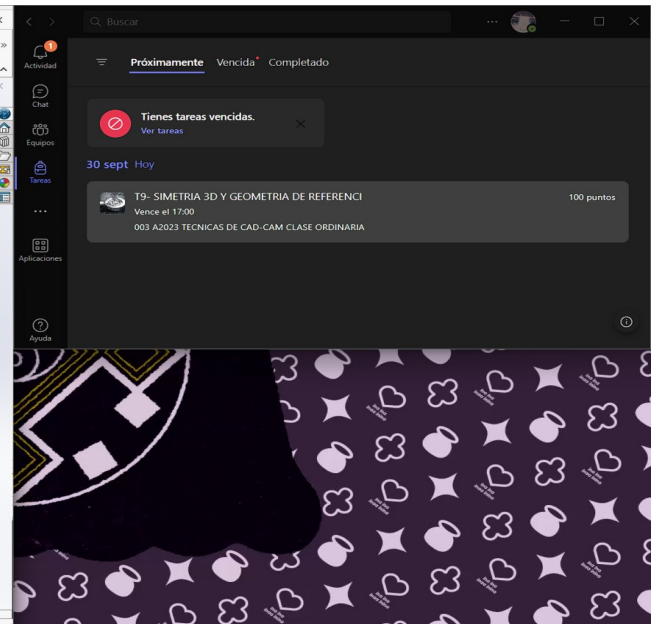 Buscar
1
Actividad
Chat
Equipos
Tareas
Aplicaciones
Ayuda
Próximamente Vencida Completado
Tienes tareas vencidas.
Ver tareas
30 sept Hoy
T9- SIMETRIA 3D Y GEOMETRIA DE REFERENCI
100 puntos
Vence el 17:00
003 A2023 TECNICAS DE CAD-CAM CLASE ORDINARIA